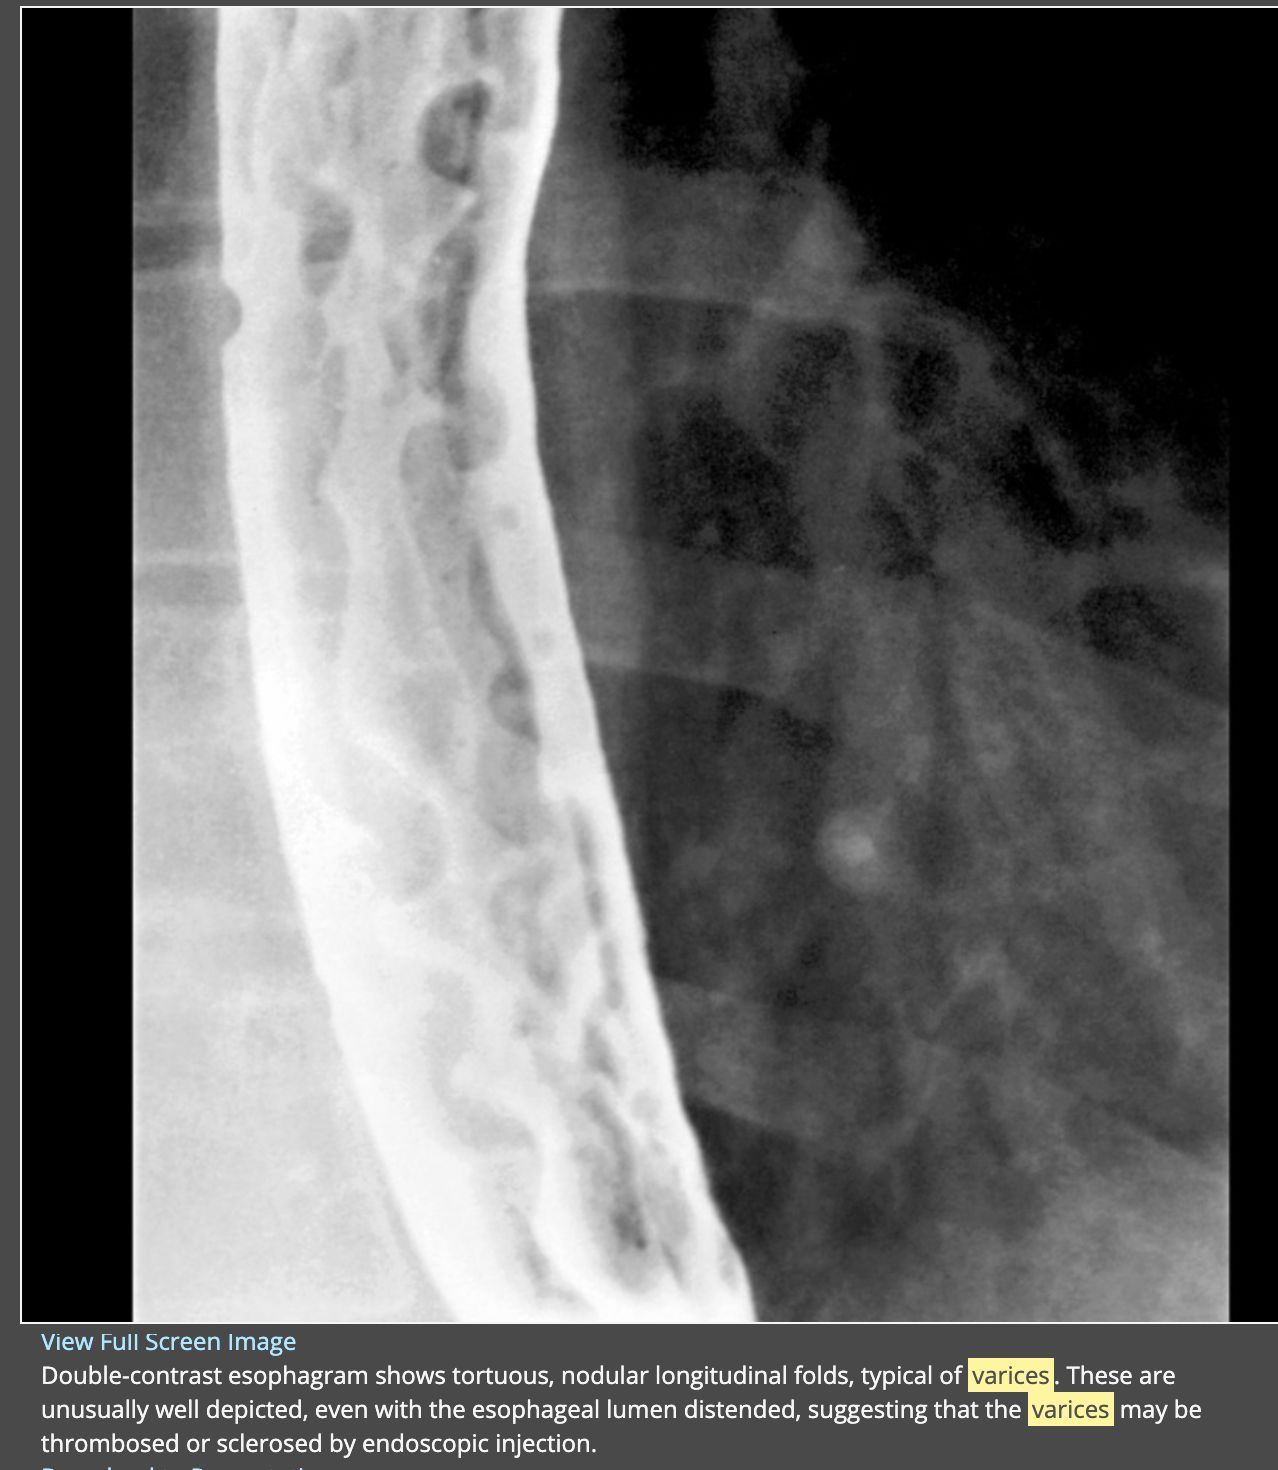 View Full Screen Image
Double-contrast esophagram shows tortuous, nodular longitudinal folds, typical of varices. These are
unusually well depicted, even with the esophageal lumen distended, suggesting that the varices may be
thrombosed or sclerosed by endoscopic injection.